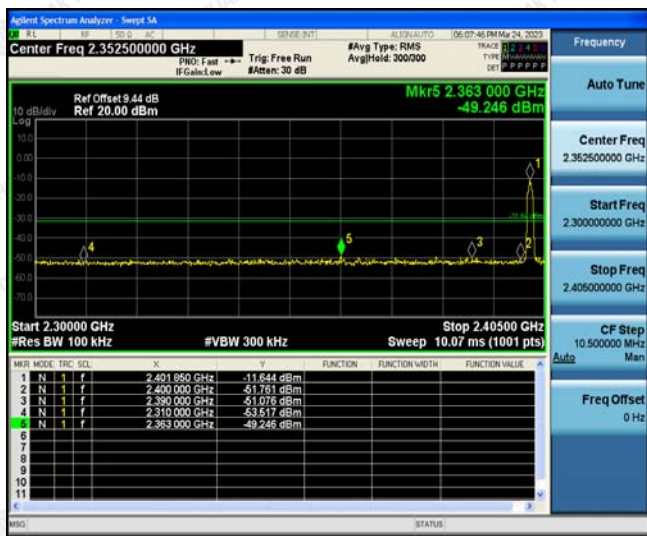 Agilent Spectrum Analyzer - Swept SA
RL RF 50 Ω AC SENSE:INT ALIGN AUTO 06:07:46 PM Mar 24, 2023
Center Freq 2.352500000 GHz
PNO: Fast
IFGain:Low
Trig: Free Run
#Atten: 30 dB
#Avg Type: RMS
Avg|Hold: 300/300
TRACE 1 2 3 4 5 6
TYPE
DET P P P P P P
Mkr5 2.363 000 GHz
-49.246 dBm
Ref Offset 9.44 dB
Ref 20.00 dBm
10 dB/div
Log
10.0
0.00
-10.0
-20.0
-30.0
-40.0
-50.0
-60.0
-70.0
1
2
3
4
5
Start 2.30000 GHz Stop 2.40500 GHz
#Res BW 100 kHz #VBW 300 kHz Sweep 10.07 ms (1001 pts)
MKR MODE TRC SCL X Y FUNCTION FUNCTION WIDTH FUNCTION VALUE
1 N 1 f 2.401 850 GHz -11.644 dBm
2 N 1 f 2.400 000 GHz -51.761 dBm
3 N 1 f 2.390 000 GHz -51.076 dBm
4 N 1 f 2.310 000 GHz -53.517 dBm
5 N 1 f 2.363 000 GHz -49.246 dBm
6
7
8
9
10
11
MSG STATUS
Frequency
Auto Tune
Center Freq
2.352500000 GHz
Start Freq
2.300000000 GHz
Stop Freq
2.405000000 GHz
CF Step
10.500000 MHz
Auto Man
Freq Offset
0 Hz